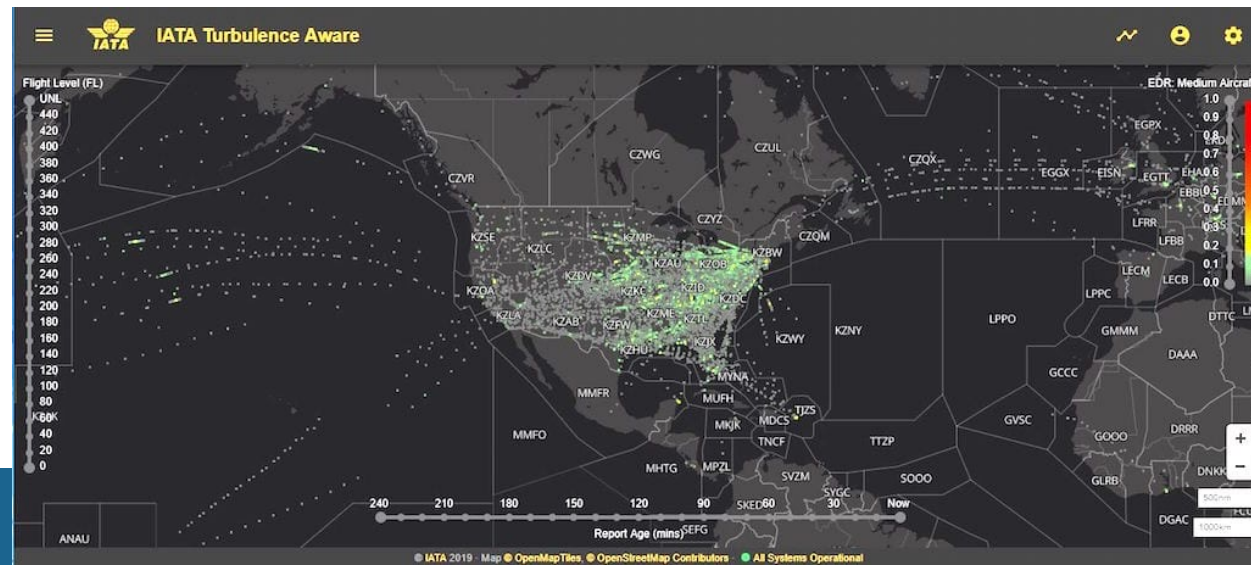 IATA
IATA Turbulence Aware
Flight Level (FL)
UNL
440
420
400
380
360
340
320
300
280
260
240
220
200
180
160
140
120
100
80
60
40
20
0
EDR: Medium Aircraf
1.0
0.9
0.8
0.7
0.6
0.5
0.4
0.3
0.2
0.1
0.0
CZVR
CZWG
CZUL
CZQX
EGGX
EISN
EGPX
EGTT
EHA
EBBU
EDMM
CZYZ
CZQM
KZSE
KZLC
KZMP
KZBW
KZAU
KZOB
KZOA
KZDV
KZKC
KZID
KZDC
KZLA
KZAB
KZFW
KZME
KZTL
KZHU
KZJX
KZWY
KZNY
LPPO
LFRR
LFBB
LECM
LECB
LPPC
GMMM
DTTC
DAAA
GCCC
MYNA
MUFH
MMFR
MMFO
MKJK
MDCS
TJZS
TNCF
TTZP
GVSC
GOOO
DRRR
MHTG
MPZL
SVZM
SOOO
GLRB
DNKK
SKED
SYGC
SEFG
DGAC
ANAU
240
210
180
150
120
90
60
30
Now
Report Age (mins)
+
−
500nm
1000km
© IATA 2019 - Map © OpenMapTiles, © OpenStreetMap Contributors - All Systems Operational